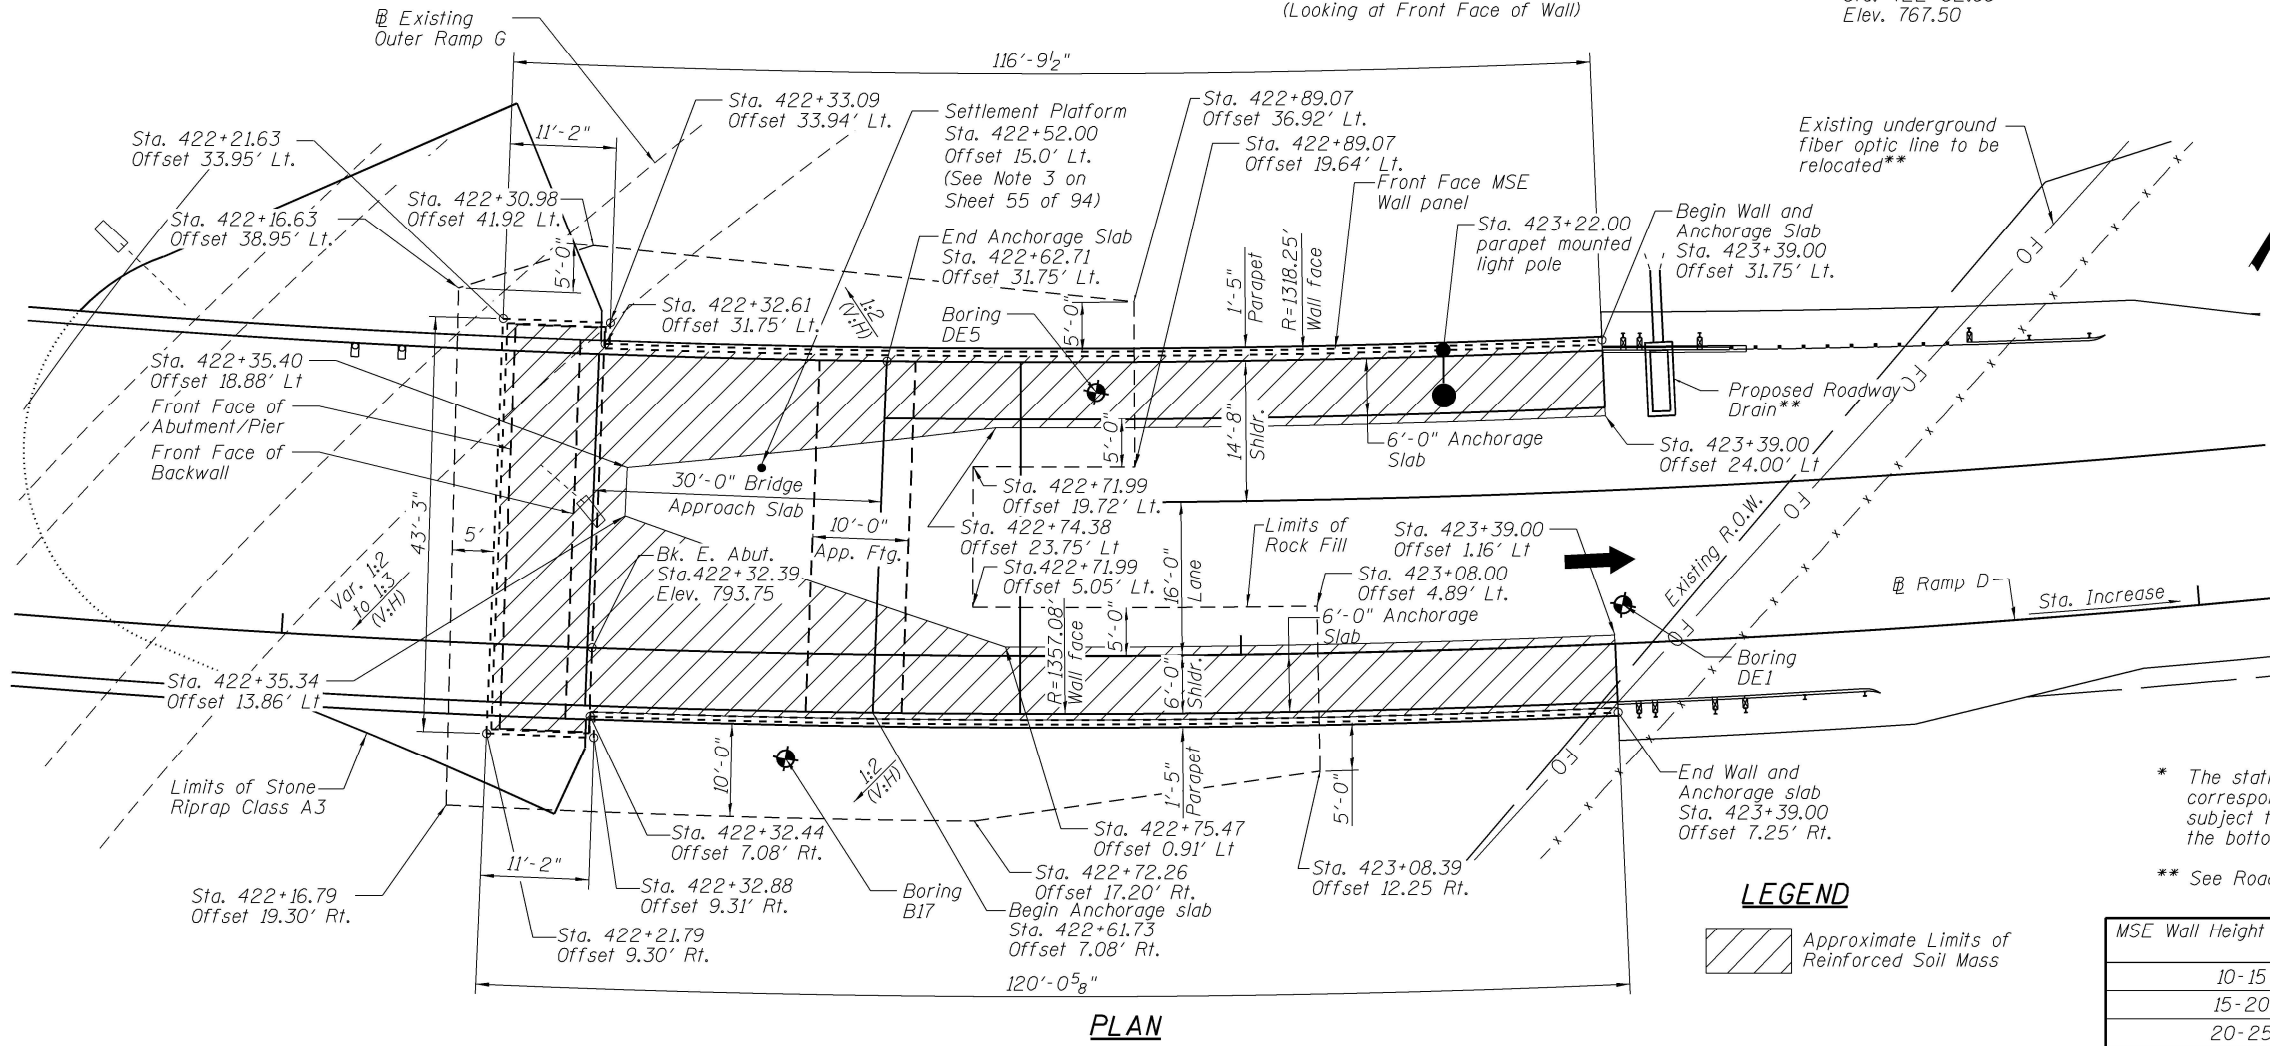 (Looking at Front Face of Wall)
Elev. 767.50
℄ Existing
Outer Ramp G
116'-9½"
Sta. 422+21.63
Offset 33.95' Lt.
11'-2"
Sta. 422+33.09
Offset 33.94' Lt.
Settlement Platform
Sta. 422+52.00
Offset 15.0' Lt.
(See Note 3 on
Sheet 55 of 94)
Sta. 422+89.07
Offset 36.92' Lt.
Sta. 422+89.07
Offset 19.64' Lt.
Existing underground
fiber optic line to be
relocated**
Sta. 422+16.63
Offset 38.95' Lt.
Sta. 422+30.98
Offset 41.92 Lt.
5'-0"
End Anchorage Slab
Sta. 422+62.71
Offset 31.75' Lt.
Front Face MSE
Wall panel
Sta. 423+22.00
parapet mounted
light pole
Begin Wall and
Anchorage Slab
Sta. 423+39.00
Offset 31.75' Lt.
Sta. 422+32.61
Offset 31.75' Lt.
1:2
(V:H)
Boring
DE5
5'-0"
1'-5"
Parapet
R=1318.25'
Wall face
FO
Sta. 422+35.40
Offset 18.88' Lt
Front Face of
Abutment/Pier
Front Face of
Backwall
Proposed Roadway
Drain**
FO
6'-0" Anchorage
Slab
Sta. 423+39.00
Offset 24.00' Lt
14'-8"
Shldr.
5'-0"
30'-0" Bridge
Approach Slab
10'-0"
App. Ftg.
Sta. 422+71.99
Offset 19.72' Lt.
Sta. 422+74.38
Offset 23.75' Lt
Sta.422+71.99
Offset 5.05' Lt.
Limits of
Rock Fill
Sta. 423+39.00
Offset 1.16' Lt
Sta. 423+08.00
Offset 4.89' Lt.
6'-0" Anchorage
Slab
Existing R.O.W.
FO
43'-3"
5'
Var. 1:2
to 1:3
(V:H)
Bk. E. Abut.
Sta.422+32.39
Elev. 793.75
16'-0"
Lane
5'-0"
R=1357.08'
Wall face
6'-0"
Shldr.
℄ Ramp D
Sta. Increase
FO
Boring
DE1
Sta. 422+35.34
Offset 13.86' Lt
Limits of Stone
Riprap Class A3
10'-0"
1:2
(V:H)
1'-5"
Parapet
5'-0"
FO
End Wall and
Anchorage slab
Sta. 423+39.00
Offset 7.25' Rt.
Sta. 422+32.44
Offset 7.08' Rt.
Sta. 422+75.47
Offset 0.91' Lt
11'-2"
Sta. 422+16.79
Offset 19.30' Rt.
Sta. 422+32.88
Offset 9.31' Rt.
Boring
B17
Sta. 422+72.26
Offset 17.20' Rt.
Sta. 423+08.39
Offset 12.25 Rt.
Begin Anchorage slab
Sta. 422+61.73
Offset 7.08' Rt.
Sta. 422+21.79
Offset 9.30' Rt.
120'-0⅝"
PLAN
LEGEND
Approximate Limits of
Reinforced Soil Mass
* The
subject
the
** See
MSE Wall Height
10-15
15-20
20-25